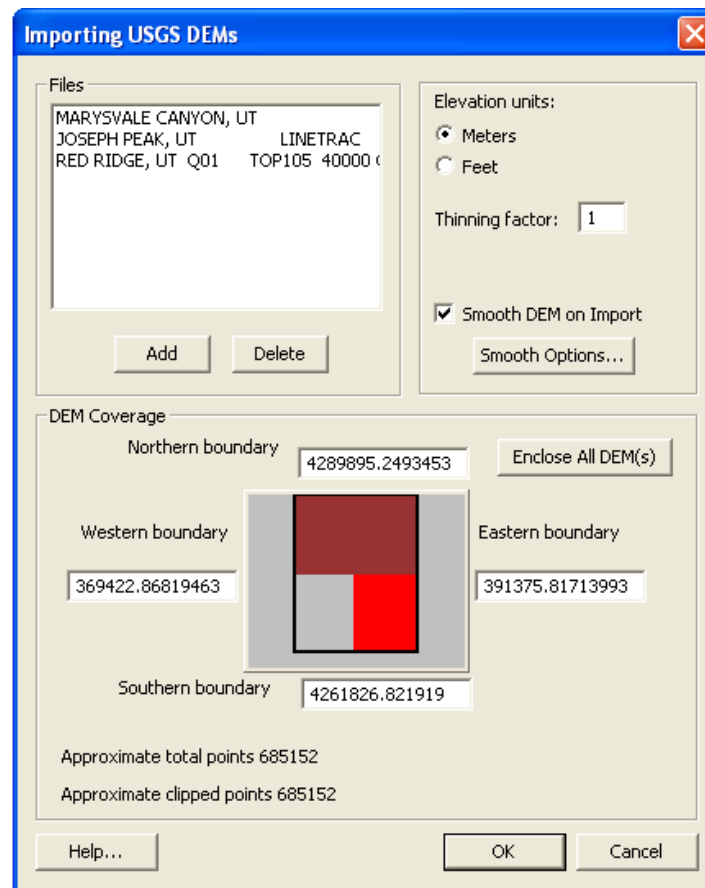 Importing USGS DEMs
Files
MARYSVALE CANYON, UT
JOSEPH PEAK, UT LINETRAC
RED RIDGE, UT Q01 TOP105 40000
Add
Delete
Elevation units:
Meters
Feet
Thinning factor: 1
Smooth DEM on Import
Smooth Options...
DEM Coverage
Northern boundary
4289895.2493453
Enclose All DEM(s)
Western boundary
369422.86819463
Eastern boundary
391375.81713993
Southern boundary
4261826.821919
Approximate total points 685152
Approximate clipped points 685152
Help...
OK
Cancel